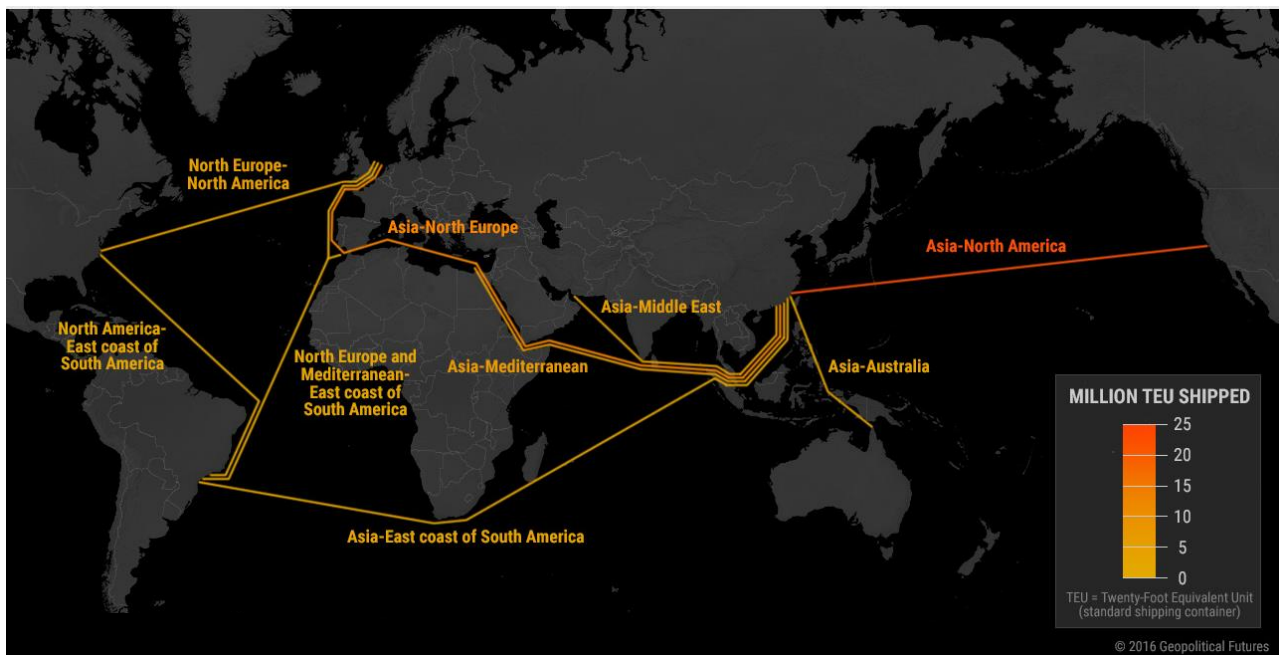 North Europe-
North America
Asia-North Europe
Asia-North America
Asia-Middle East
North America-
East coast of
South America
North Europe and
Mediterranean-
East coast of
South America
Asia-Mediterranean
Asia-Australia
Asia-East coast of South America
MILLION TEU SHIPPED
25
20
15
10
5
0
TEU = Twenty-Foot Equivalent Unit
(standard shipping container)
© 2016 Geopolitical Futures